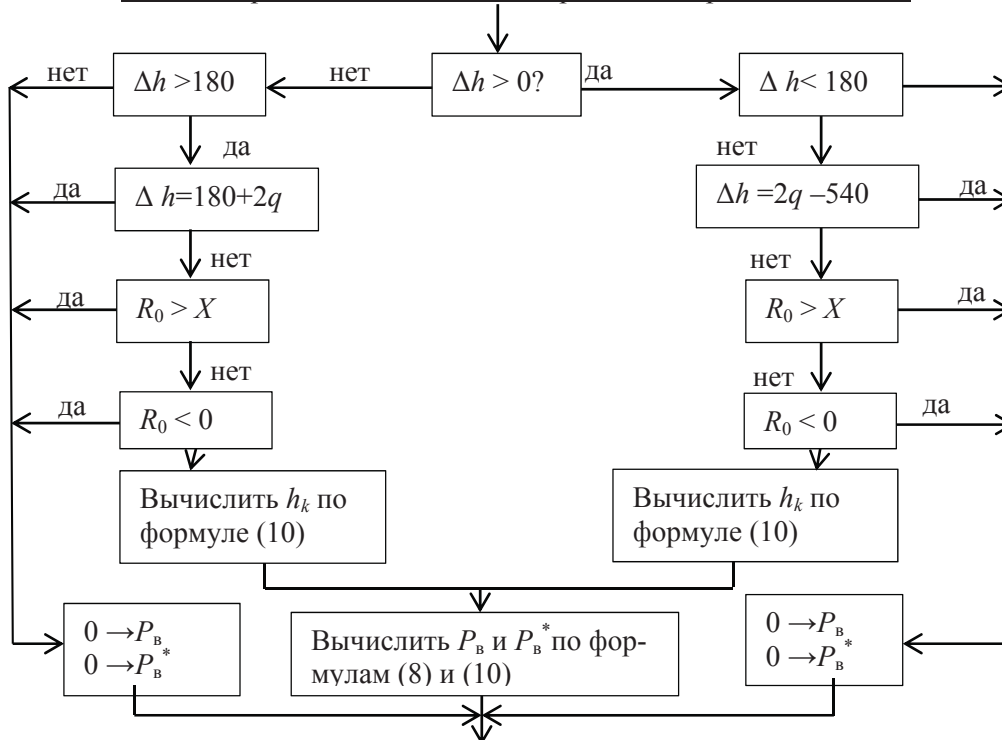 нет
Δh >180
нет
Δh > 0?
да
Δ h< 180
да
нет
да
Δ h=180+2q
Δh =2q –540
да
нет
нет
да
R₀ > X
R₀ > X
да
нет
нет
да
R₀ < 0
R₀ < 0
да
Вычислить hₖ по
формуле (10)
Вычислить hₖ по
формуле (10)
0 →Pв
0 →Pв*
Вычислить Pв и Pв* по фор-
мулам (8) и (10)
0 →Pв
0 →Pв*